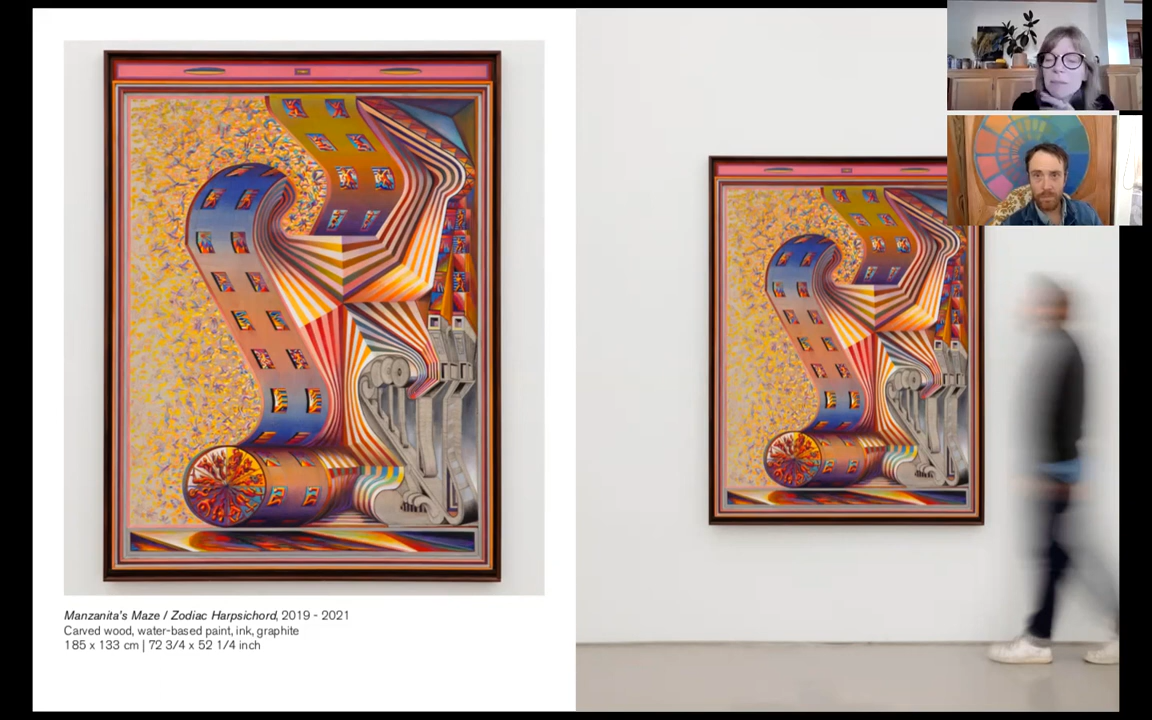 Manzanita's Maze / Zodiac Harpsichord, 2019 - 2021
Carved wood, water-based paint, ink, graphite
185 x 133 cm | 72 3/4 x 52 1/4 inch